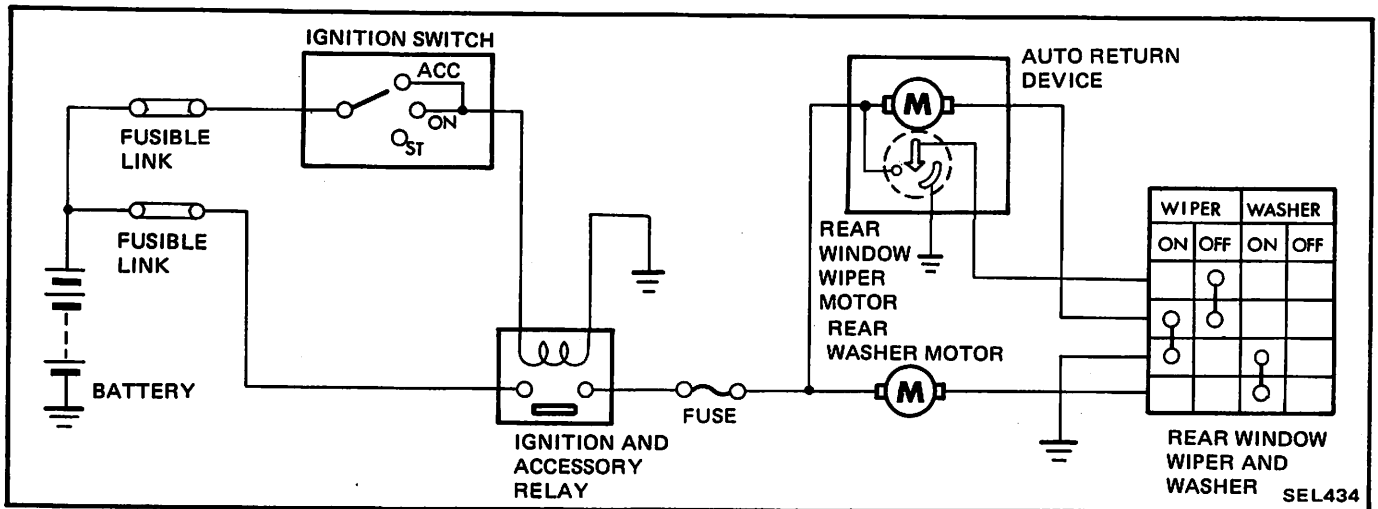 IGNITION SWITCH
ACC
ON
ST
FUSIBLE
LINK
FUSIBLE
LINK
BATTERY
IGNITION AND
ACCESSORY
RELAY
FUSE
AUTO RETURN
DEVICE
M
REAR
WINDOW
WIPER
MOTOR
REAR
WASHER MOTOR
M
WIPER WASHER
ON OFF ON OFF
REAR WINDOW
WIPER AND
WASHER
SEL434